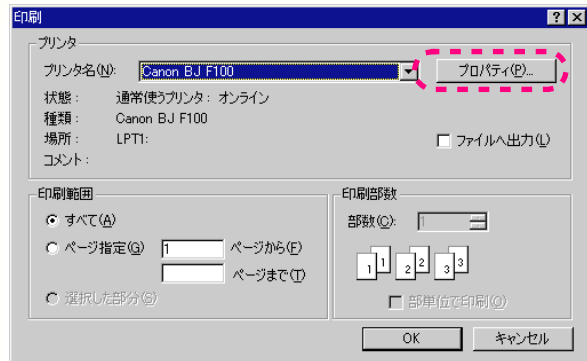 印刷
プリンタ
プリンタ名(N): Canon BJ F100 プロパティ(P)...
状態: 通常使うプリンタ: オンライン
種類: Canon BJ F100
場所: LPT1: ファイルへ出力(L)
コメント:
印刷範囲
すべて(A)
ページ指定(G) 1 ページから(F)
ページまで(T)
選択した部分(S)
印刷部数
部数(C): 1
1 1 2 2 3 3
部単位で印刷(O)
OK キャンセル